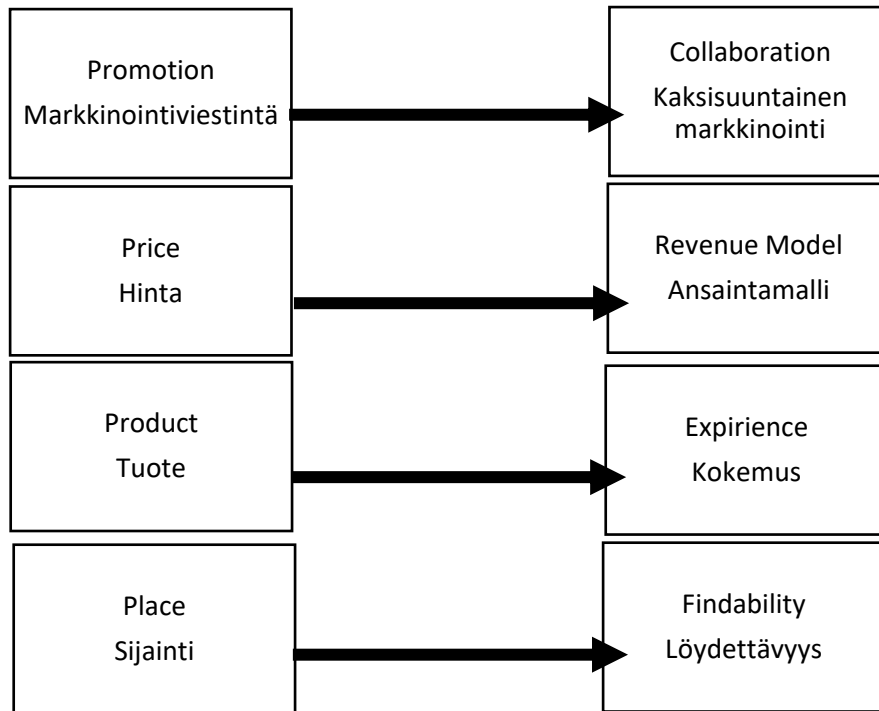 Promotion
Markkinointiviestintä
Collaboration
Kaksisuuntainen
markkinointi
Price
Hinta
Revenue Model
Ansaintamalli
Product
Tuote
Expirience
Kokemus
Place
Sijainti
Findability
Löydettävyys